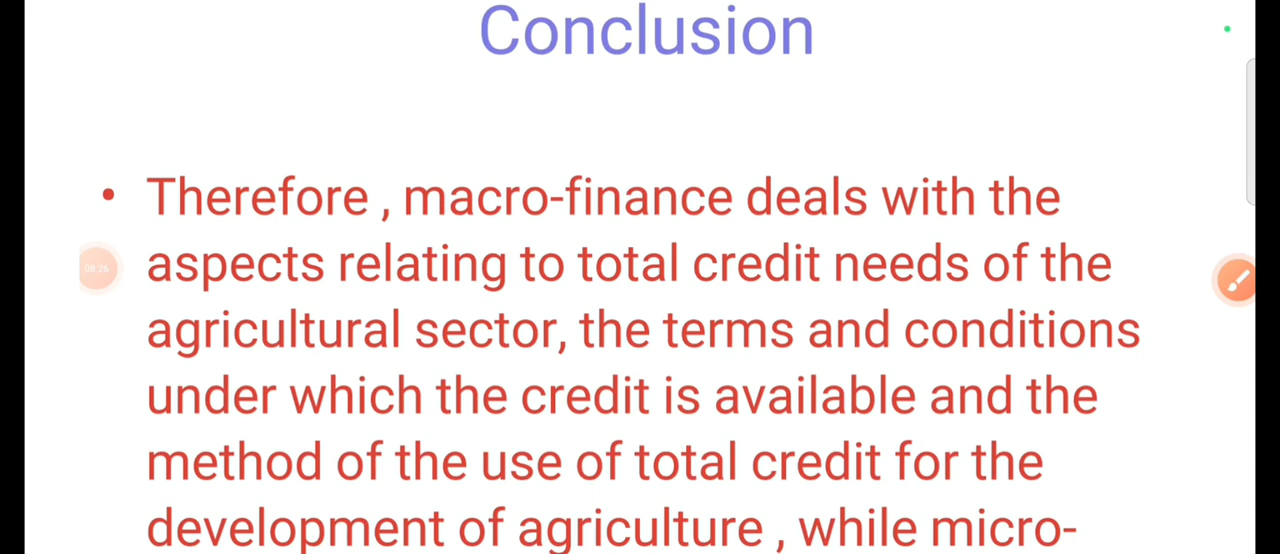 Conclusion
• Therefore , macro-finance deals with the
aspects relating to total credit needs of the
agricultural sector, the terms and conditions
under which the credit is available and the
method of the use of total credit for the
development of agriculture , while micro-
08:26